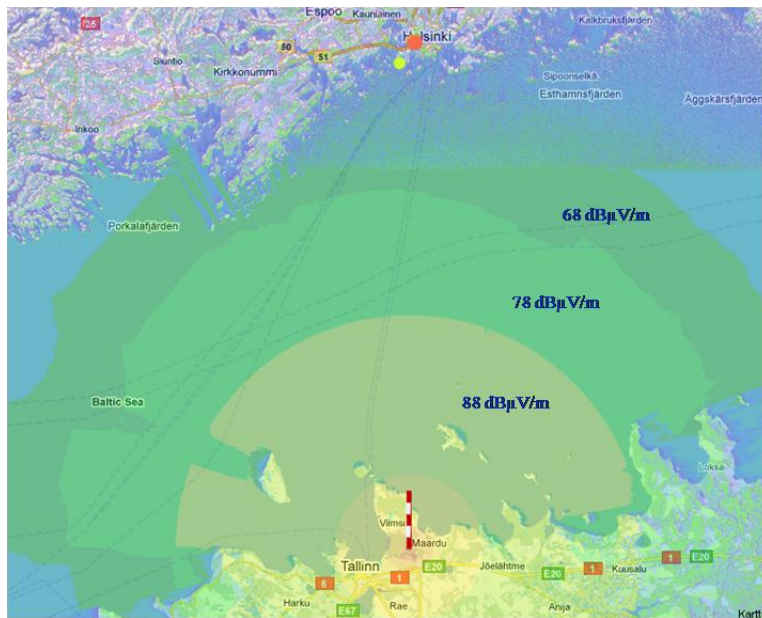 Espoo
Kauniainen
Helsinki
Kalkbruksfjärden
25
50
51
Siuntio
Kirkkonummi
Sipoonselkä
Esthamnsfjärden
Äggskärsfjärden
Inkoo
Porkalafjärden
68 dBµV/m
78 dBµV/m
88 dBµV/m
Baltic Sea
Loksa
Viimsi
Maardu
Tallinn
E20
Jõelähtme
1
E20
1
Kuusalu
1
E20
8
Harku
E67
Rae
Anija
Kartt